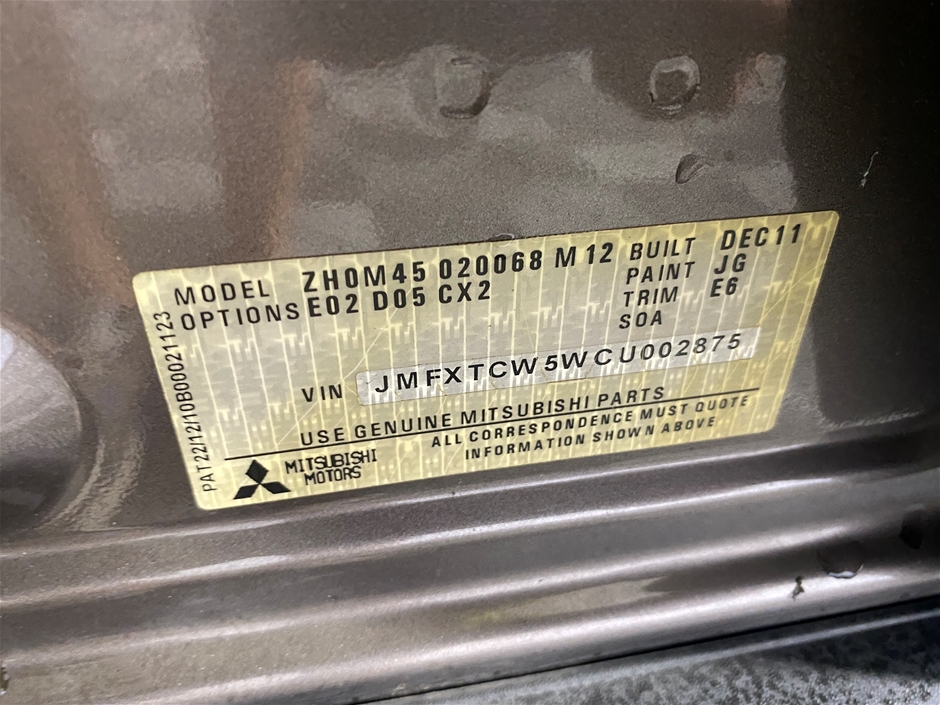 MODEL ZH0M45 020068 M12 BUILT DEC11
OPTIONS E02 D05 CX2 PAINT JG
TRIM E6
SOA
VIN JMFXTCW5WCU002875
USE GENUINE MITSUBISHI PARTS
ALL CORRESPONDENCE MUST QUOTE
INFORMATION SHOWN ABOVE
MITSUBISHI
MOTORS
PAT22/12/10B00021123